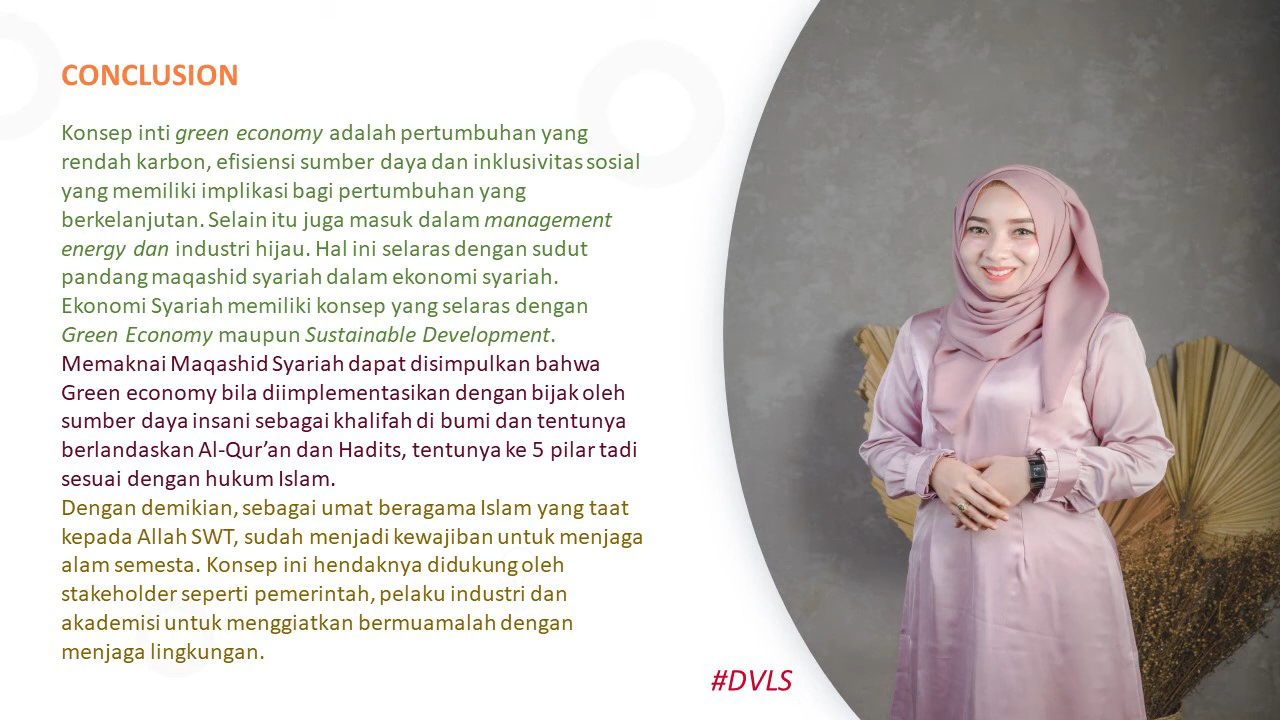 CONCLUSION
Konsep inti green economy adalah pertumbuhan yang
rendah karbon, efisiensi sumber daya dan inklusivitas sosial
yang memiliki implikasi bagi pertumbuhan yang
berkelanjutan. Selain itu juga masuk dalam management
energy dan industri hijau. Hal ini selaras dengan sudut
pandang maqashid syariah dalam ekonomi syariah.
Ekonomi Syariah memiliki konsep yang selaras dengan
Green Economy maupun Sustainable Development.
Memaknai Maqashid Syariah dapat disimpulkan bahwa
Green economy bila diimplementasikan dengan bijak oleh
sumber daya insani sebagai khalifah di bumi dan tentunya
berlandaskan Al-Qur’an dan Hadits, tentunya ke 5 pilar tadi
sesuai dengan hukum Islam.
Dengan demikian, sebagai umat beragama Islam yang taat
kepada Allah SWT, sudah menjadi kewajiban untuk menjaga
alam semesta. Konsep ini hendaknya didukung oleh
stakeholder seperti pemerintah, pelaku industri dan
akademisi untuk menggiatkan bermuamalah dengan
menjaga lingkungan.
#DVLS